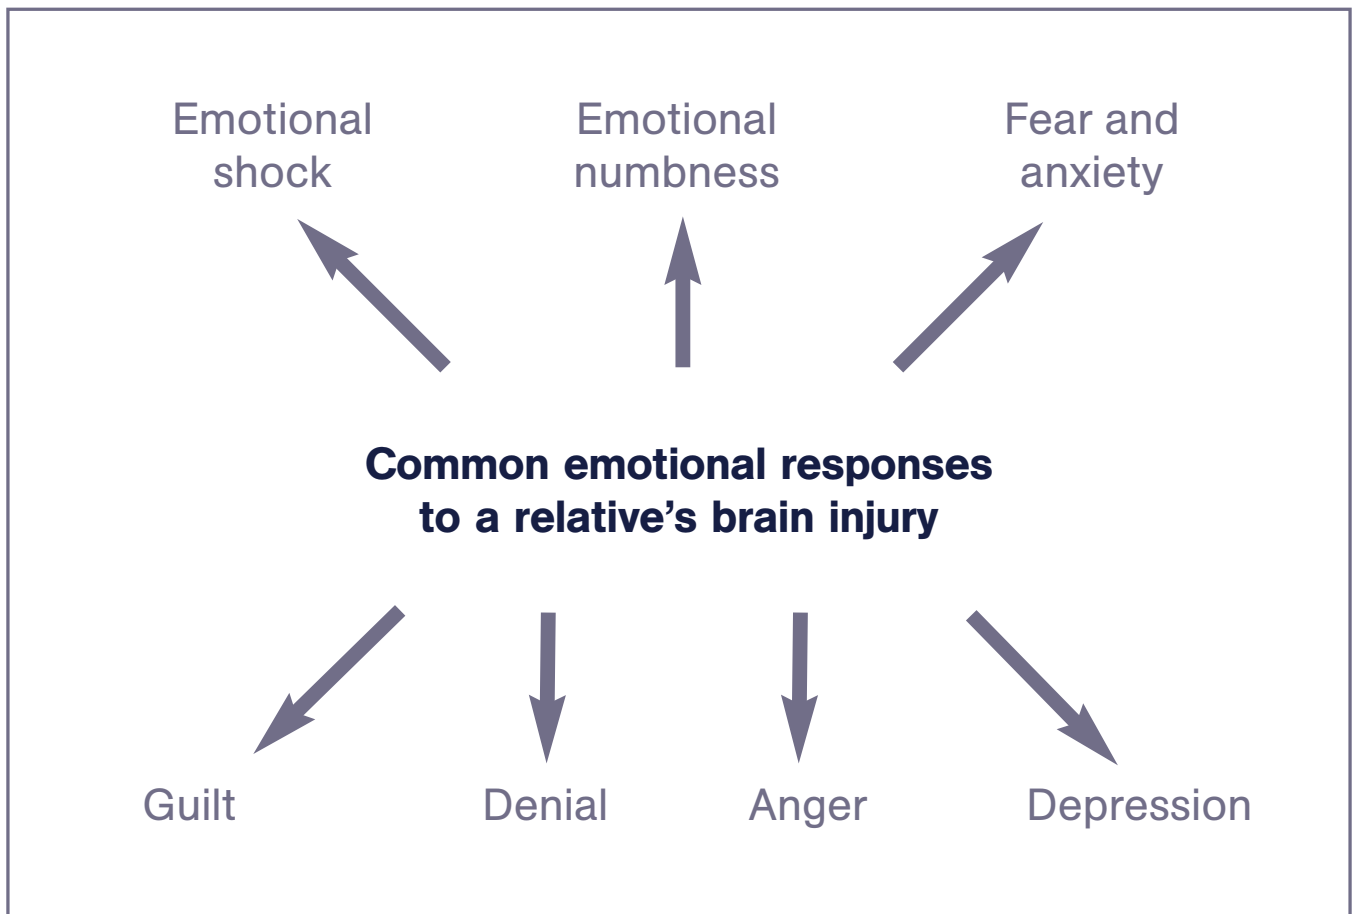 Emotional
shock
Emotional
numbness
Fear and
anxiety
Common emotional responses
to a relative’s brain injury
Guilt
Denial
Anger
Depression